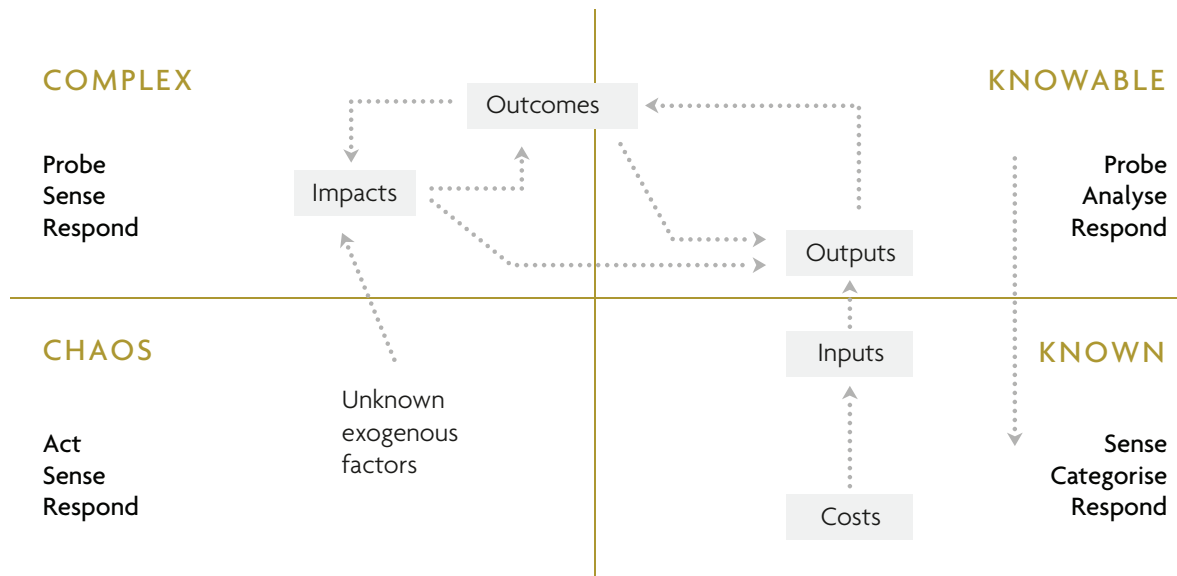 COMPLEX
Probe
Sense
Respond
Outcomes
Impacts
KNOWABLE
Probe
Analyse
Respond
Outputs
CHAOS
Act
Sense
Respond
Unknown
exogenous
factors
Inputs
Costs
KNOWN
Sense
Categorise
Respond